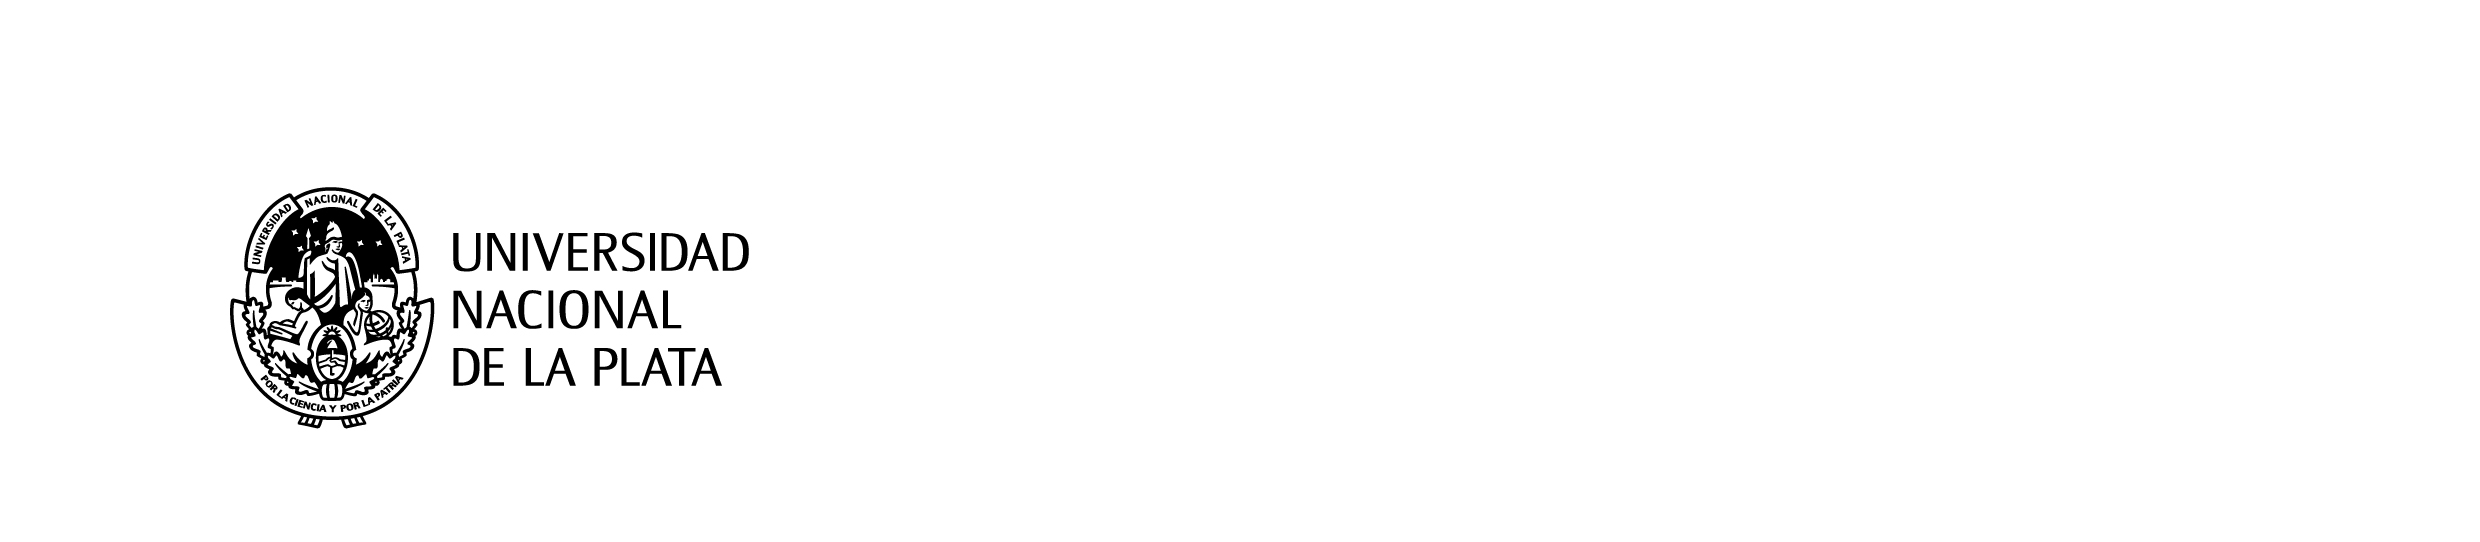 UNIVERSIDAD NACIONAL DE LA PLATA
POR LA CIENCIA Y POR LA PATRIA
UNIVERSIDAD
NACIONAL
DE LA PLATA